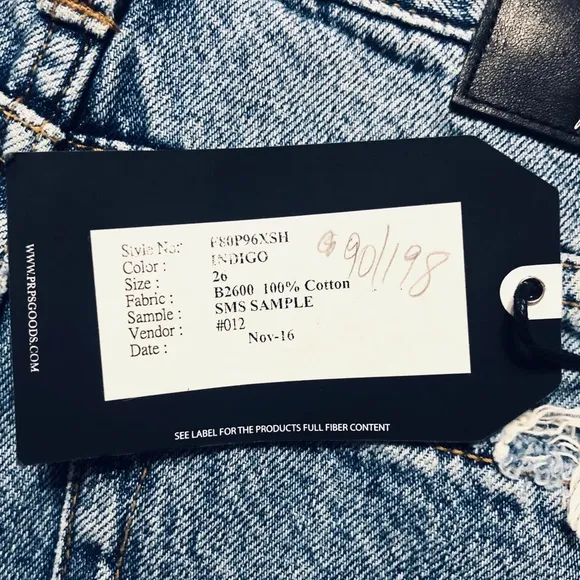 WWW.PRPSGOODS.COM
Style No: F80P96XSH
Color : INDIGO
Size : 26
Fabric : B2600 100% Cotton
Sample : SMS SAMPLE
Vendor : #012
Date : Nov-16
90/198
SEE LABEL FOR THE PRODUCTS FULL FIBER CONTENT